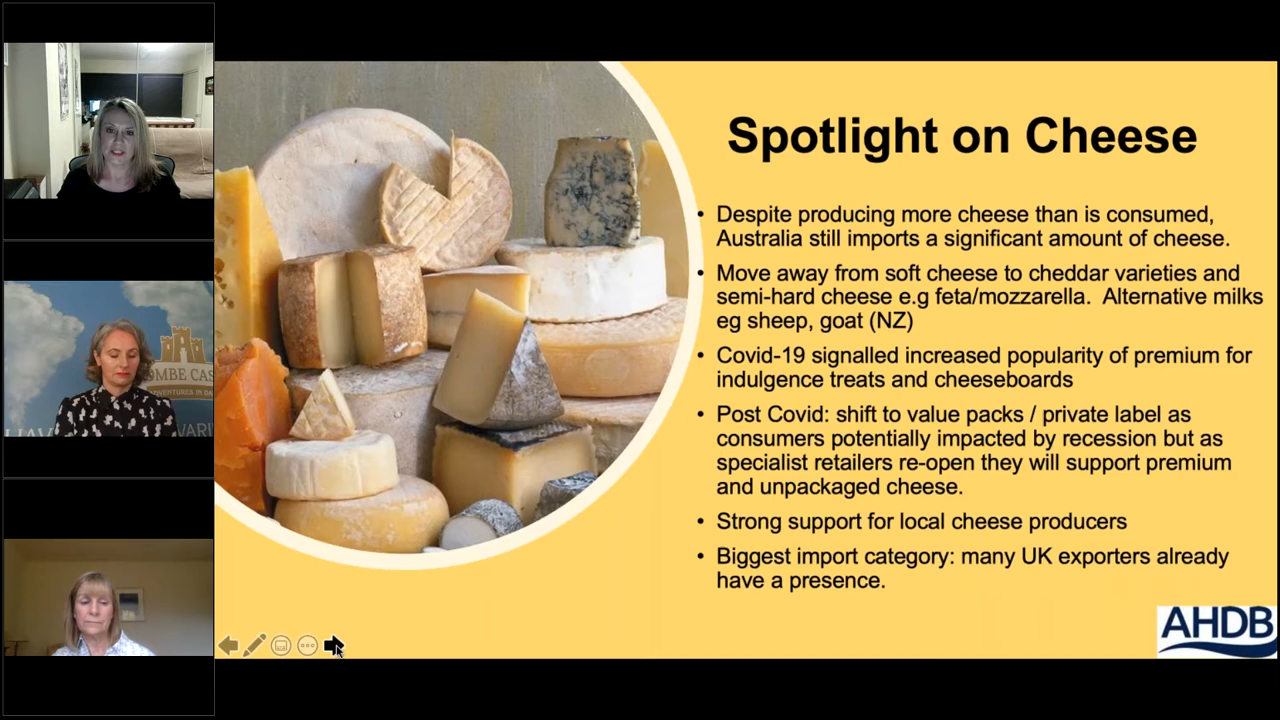 Spotlight on Cheese
• Despite producing more cheese than is consumed,
Australia still imports a significant amount of cheese.
• Move away from soft cheese to cheddar varieties and
semi-hard cheese e.g feta/mozzarella.  Alternative milks
eg sheep, goat (NZ)
• Covid-19 signalled increased popularity of premium for
indulgence treats and cheeseboards
• Post Covid: shift to value packs / private label as
consumers potentially impacted by recession but as
specialist retailers re-open they will support premium
and unpackaged cheese.
• Strong support for local cheese producers
• Biggest import category: many UK exporters already
have a presence.
AHDB